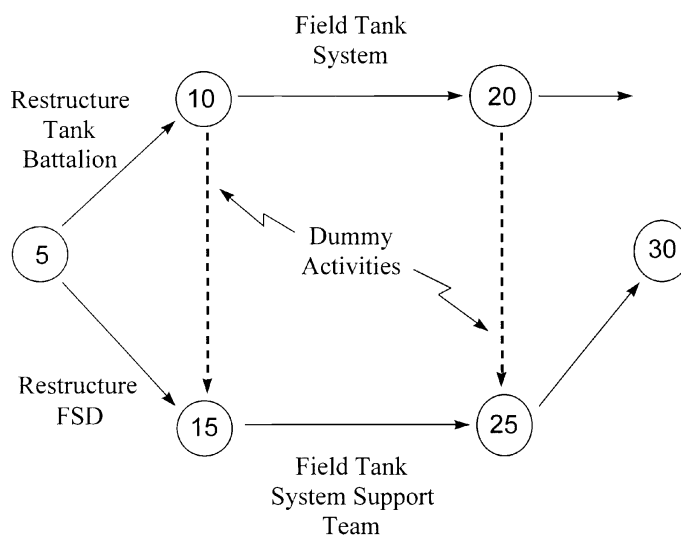 Field Tank
System
10
20
Restructure
Tank
Battalion
5
Dummy
Activities
30
Restructure
FSD
15
25
Field Tank
System Support
Team